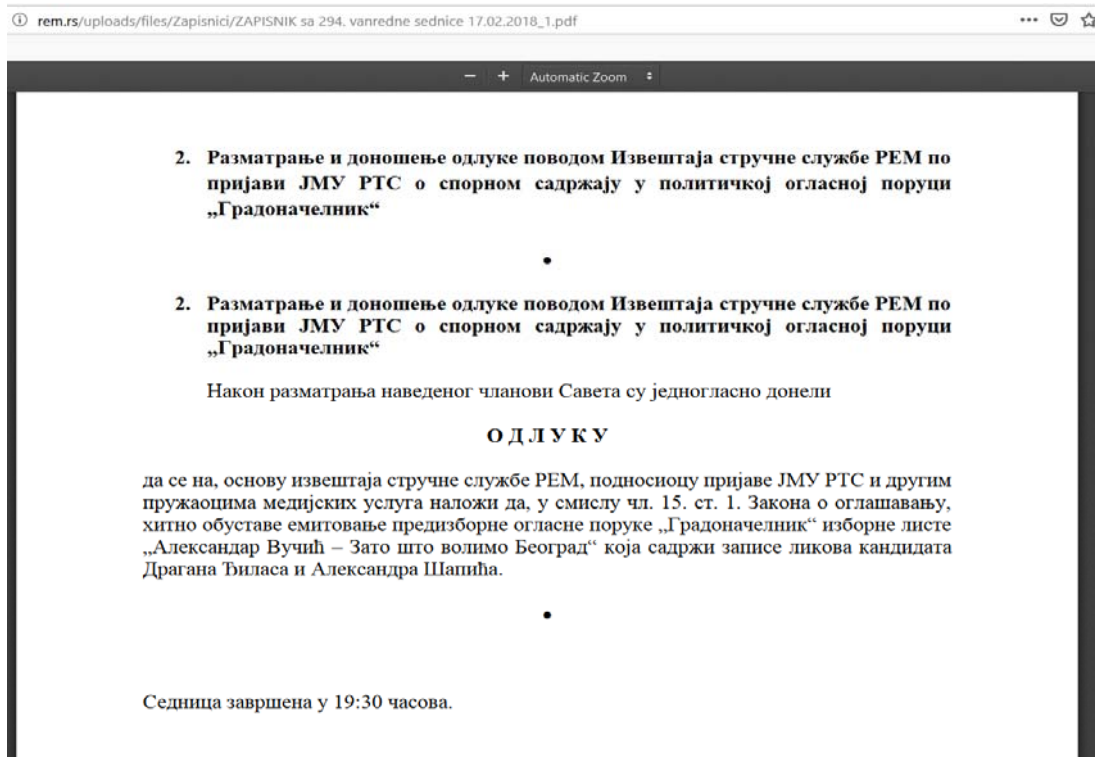 rem.rs/uploads/files/Zapisnici/ZAPISNIK sa 294. vanredne sednice 17.02.2018_1.pdf
Automatic Zoom
2. Разматрање и доношење одлуке поводом Извештаја стручне службе РЕМ по
пријави ЈМУ РТС о спорном садржају у политичкој огласној поруци
„Градоначелник“
•
2. Разматрање и доношење одлуке поводом Извештаја стручне службе РЕМ по
пријави ЈМУ РТС о спорном садржају у политичкој огласној поруци
„Градоначелник“
Након разматрања наведеног чланови Савета су једногласно донели
О Д Л У К У
да се на, основу извештаја стручне службе РЕМ, подносиоцу пријаве ЈМУ РТС и другим
пружаоцима медијских услуга наложи да, у смислу чл. 15. ст. 1. Закона о оглашавању,
хитно обуставе емитовање предизборне огласне поруке „Градоначелник“ изборне листе
„Александар Вучић – Зато што волимо Београд“ која садржи записе ликова кандидата
Драгана Ђиласа и Александра Шапића.
•
Седница завршена у 19:30 часова.